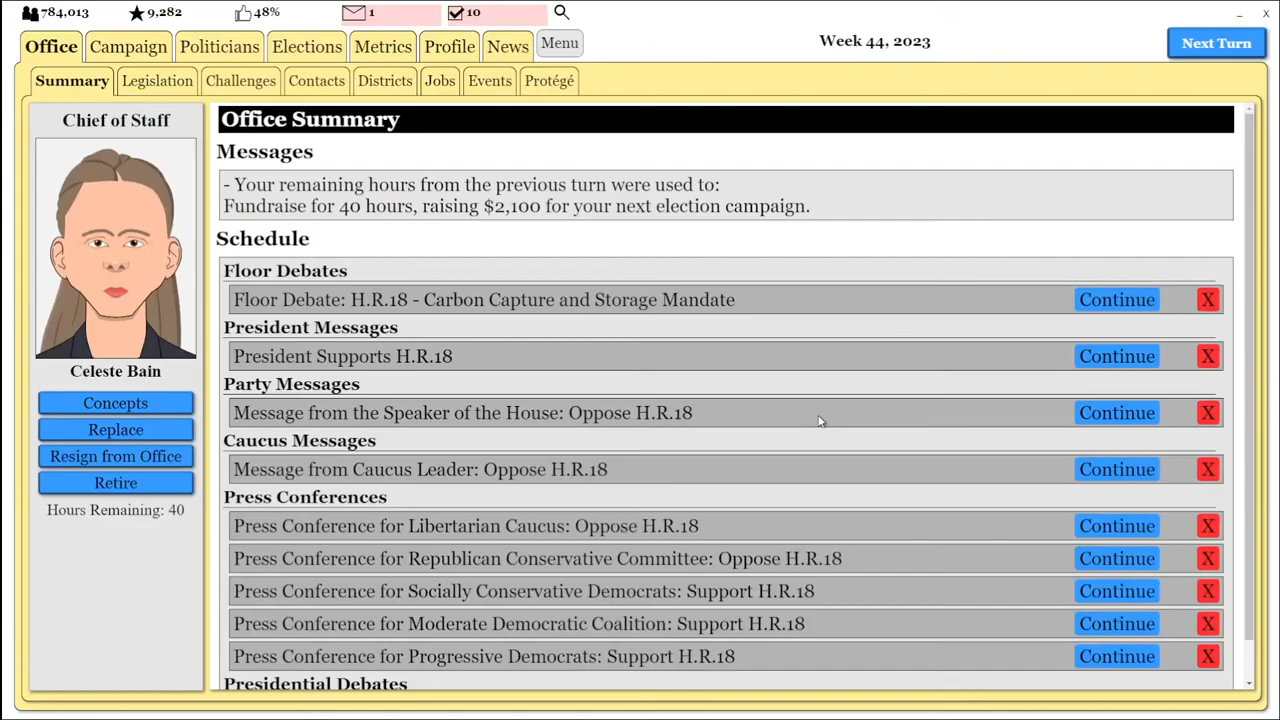 784,013 9,282 48% 1 10
_ X
Office Campaign Politicians Elections Metrics Profile News Menu
Week 44, 2023
Next Turn
Summary Legislation Challenges Contacts Districts Jobs Events Protégé
Chief of Staff
Celeste Bain
Concepts
Replace
Resign from Office
Retire
Hours Remaining: 40
Office Summary
Messages
- Your remaining hours from the previous turn were used to:
Fundraise for 40 hours, raising $2,100 for your next election campaign.
Schedule
Floor Debates
Floor Debate: H.R.18 - Carbon Capture and Storage Mandate Continue X
President Messages
President Supports H.R.18 Continue X
Party Messages
Message from the Speaker of the House: Oppose H.R.18 Continue X
Caucus Messages
Message from Caucus Leader: Oppose H.R.18 Continue X
Press Conferences
Press Conference for Libertarian Caucus: Oppose H.R.18 Continue X
Press Conference for Republican Conservative Committee: Oppose H.R.18 Continue X
Press Conference for Socially Conservative Democrats: Support H.R.18 Continue X
Press Conference for Moderate Democratic Coalition: Support H.R.18 Continue X
Press Conference for Progressive Democrats: Support H.R.18 Continue X
Presidential Debates